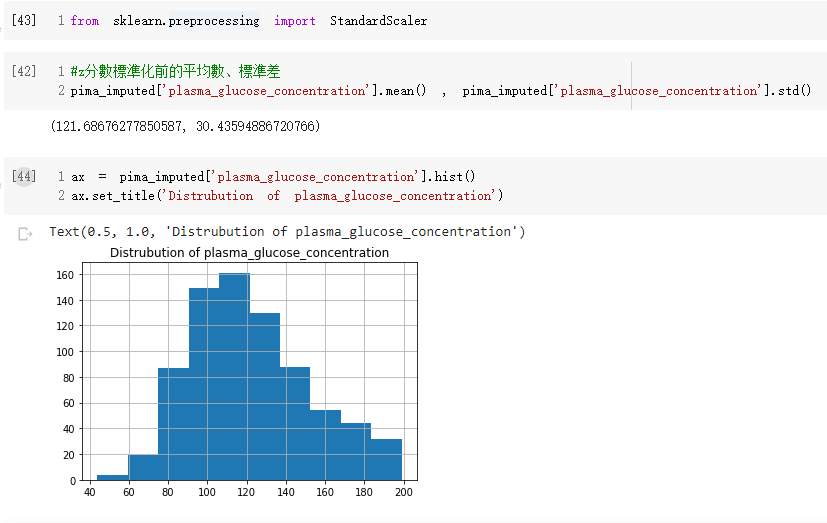 [43] 1 from sklearn.preprocessing import StandardScaler
[42] 1 #z分數標準化前的平均數、標準差
2 pima_imputed['plasma_glucose_concentration'].mean() , pima_imputed['plasma_glucose_concentration'].std()
(121.68676277850587, 30.43594886720766)
[44] 1 ax = pima_imputed['plasma_glucose_concentration'].hist()
2 ax.set_title('Distrubution of plasma_glucose_concentration')
Text(0.5, 1.0, 'Distrubution of plasma_glucose_concentration')
Distrubution of plasma_glucose_concentration
160
140
120
100
80
60
40
20
0
40 60 80 100 120 140 160 180 200